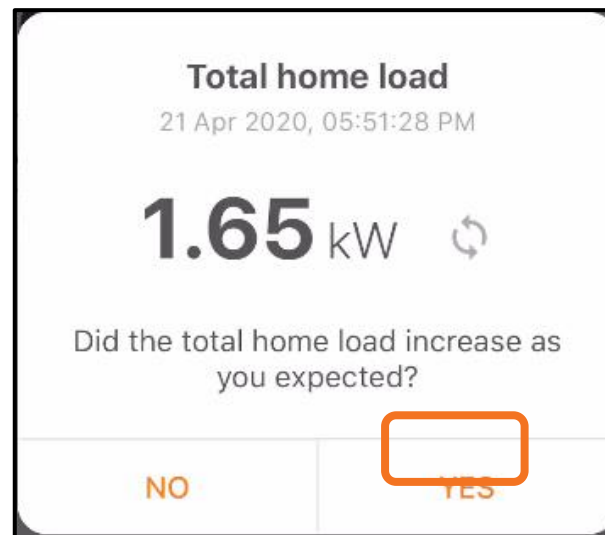 Total home load
21 Apr 2020, 05:51:28 PM
1.65 kW
Did the total home load increase as
you expected?
NO
YES